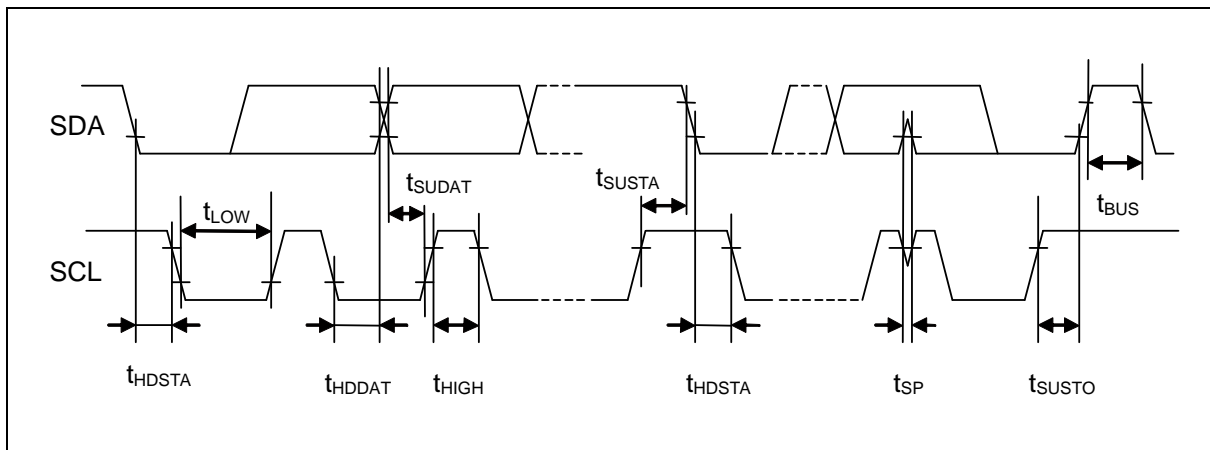 SDA
tSUDAT
tSUSTA
tLOW
tBUS
SCL
tHDSTA
tHDDAT
tHIGH
tHDSTA
tSP
tSUSTO